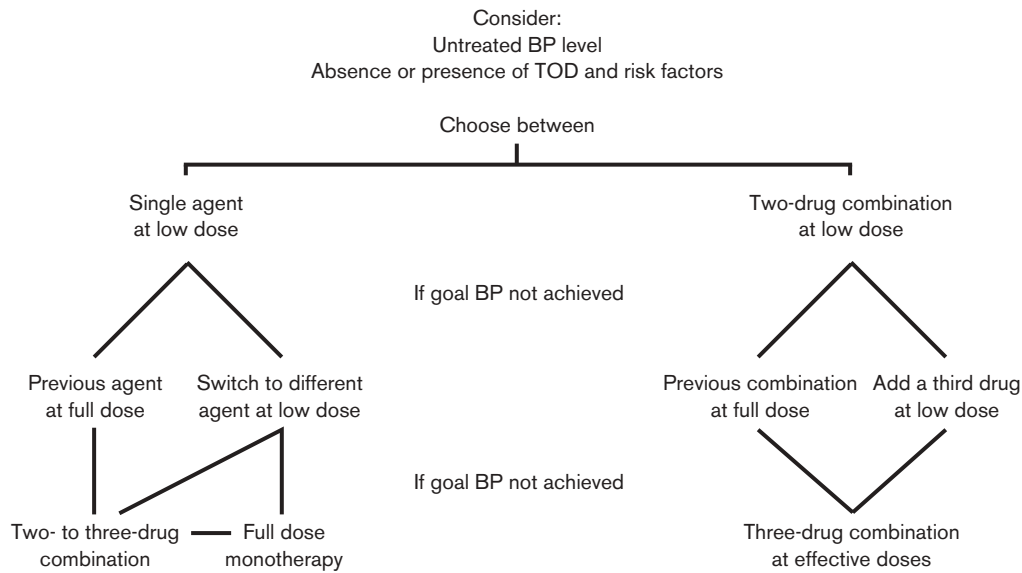 Consider:
Untreated BP level
Absence or presence of TOD and risk factors
Choose between
Single agent
at low dose
Two-drug combination
at low dose
If goal BP not achieved
Previous agent
at full dose
Switch to different
agent at low dose
Previous combination
at full dose
Add a third drug
at low dose
If goal BP not achieved
Two- to three-drug
combination
Full dose
monotherapy
Three-drug combination
at effective doses